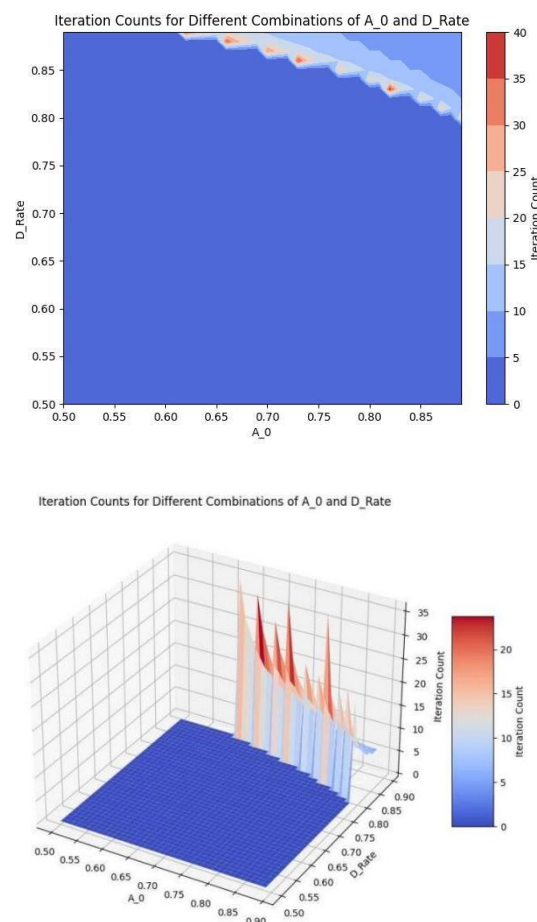 Iteration Counts for Different Combinations of A_0 and D_Rate
0.85
0.80
0.75
0.70
0.65
0.60
0.55
0.50
D_Rate
0.50 0.55 0.60 0.65 0.70 0.75 0.80 0.85
A_0
40
35
30
25
20
15
10
5
0
Iteration Count
Iteration Counts for Different Combinations of A_0 and D_Rate
35
30
25
20
15
10
5
0
Iteration Count
0.50 0.55 0.60 0.65 0.70 0.75 0.80 0.85 0.90
A_0
0.50 0.55 0.60 0.65 0.70 0.75 0.80 0.85 0.90
D_Rate
20
15
10
5
0
Iteration Count